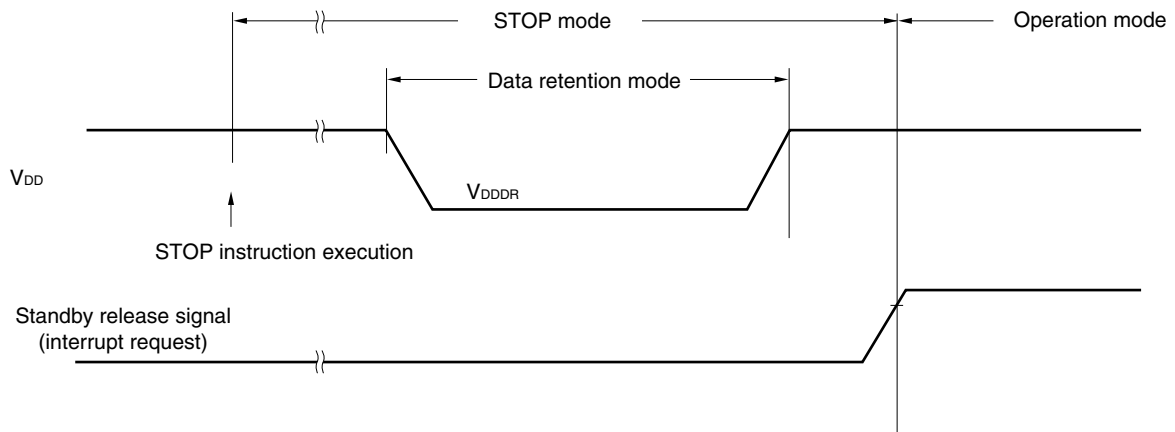 STOP mode
Operation mode
Data retention mode
VDD
VDDDR
STOP instruction execution
Standby release signal
(interrupt request)